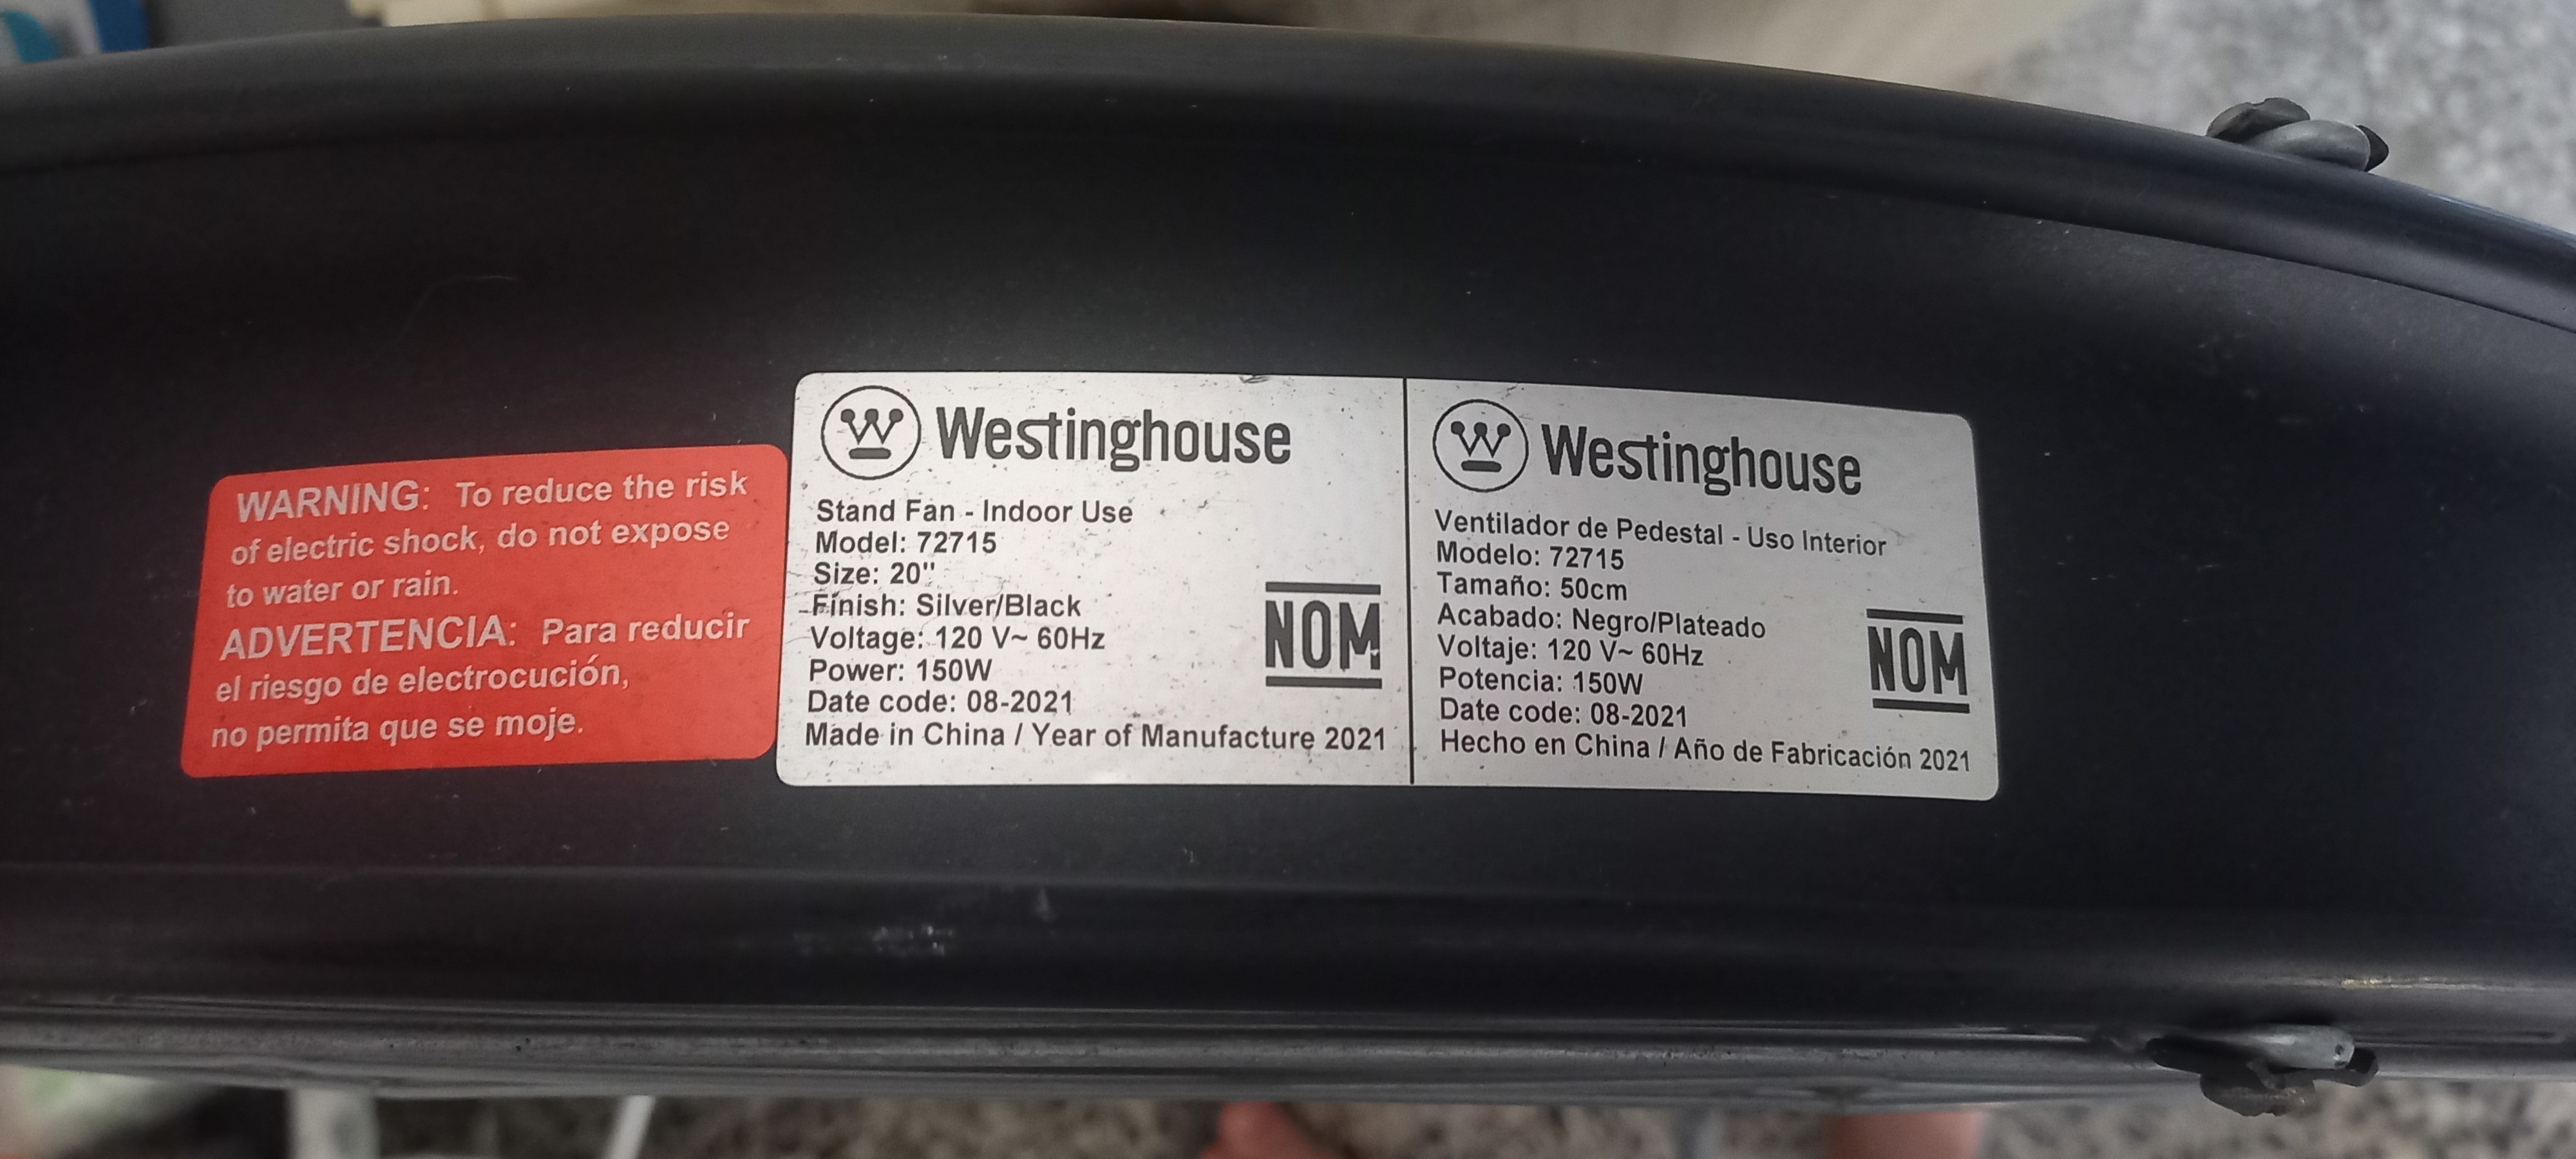 WARNING: To reduce the risk
of electric shock, do not expose
to water or rain.
ADVERTENCIA: Para reducir
el riesgo de electrocución,
no permita que se moje.
W Westinghouse
Stand Fan - Indoor Use
Model: 72715
Size: 20"
Finish: Silver/Black
Voltage: 120 V~ 60Hz
Power: 150W
Date code: 08-2021
Made in China / Year of Manufacture 2021
NOM
W Westinghouse
Ventilador de Pedestal - Uso Interior
Modelo: 72715
Tamaño: 50cm
Acabado: Negro/Plateado
Voltaje: 120 V~ 60Hz
Potencia: 150W
Date code: 08-2021
Hecho en China / Año de Fabricación 2021
NOM